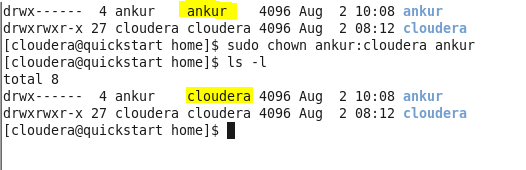 drwx------  4 ankur    ankur    4096 Aug  2 10:08 ankur
drwxrwxr-x 27 cloudera cloudera 4096 Aug  2 08:12 cloudera
[cloudera@quickstart home]$ sudo chown ankur:cloudera ankur
[cloudera@quickstart home]$ ls -l
total 8
drwx------  4 ankur    cloudera 4096 Aug  2 10:08 ankur
drwxrwxr-x 27 cloudera cloudera 4096 Aug  2 08:12 cloudera
[cloudera@quickstart home]$